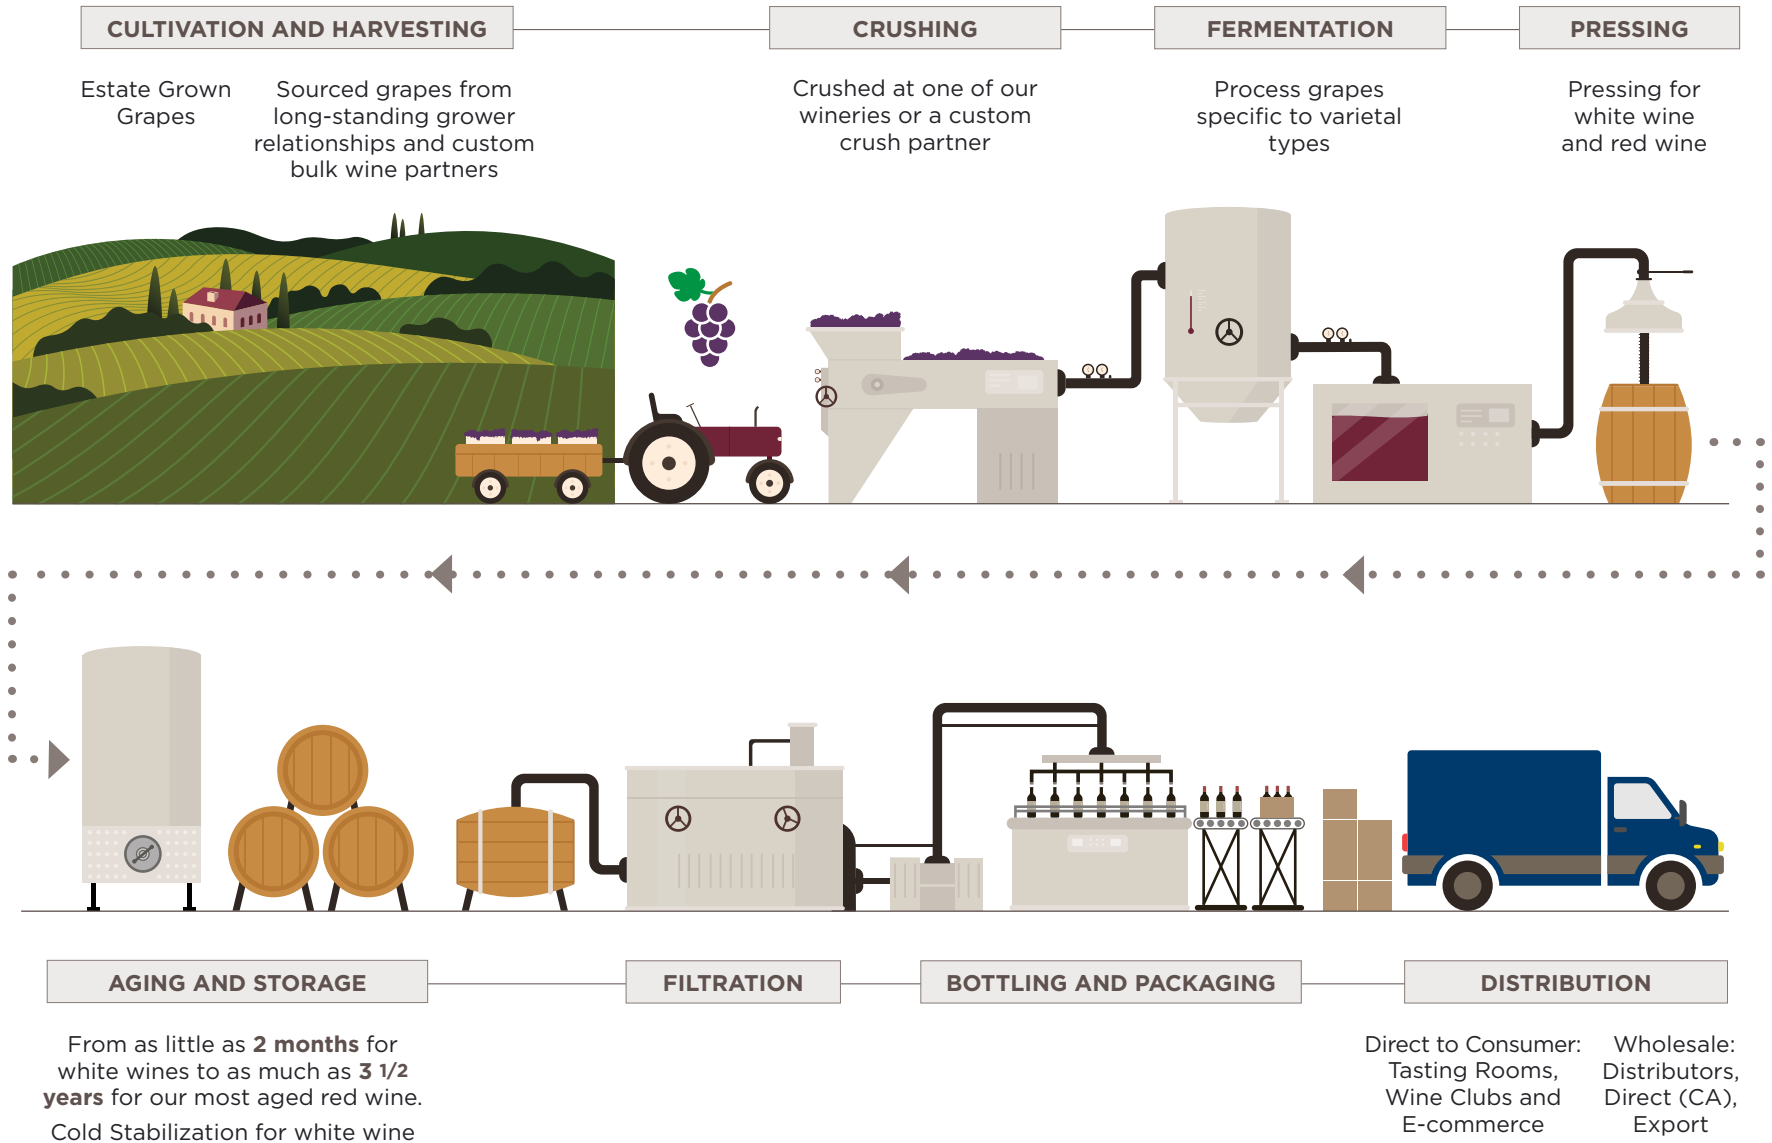 CULTIVATION AND HARVESTING
Estate Grown
Grapes
Sourced grapes from
long-standing grower
relationships and custom
bulk wine partners
CRUSHING
Crushed at one of our
wineries or a custom
crush partner
FERMENTATION
Process grapes
specific to varietal
types
PRESSING
Pressing for
white wine
and red wine
AGING AND STORAGE
From as little as 2 months for
white wines to as much as 3 1/2
years for our most aged red wine.
Cold Stabilization for white wine
FILTRATION
BOTTLING AND PACKAGING
DISTRIBUTION
Direct to Consumer:
Tasting Rooms,
Wine Clubs and
E-commerce
Wholesale:
Distributors,
Direct (CA),
Export